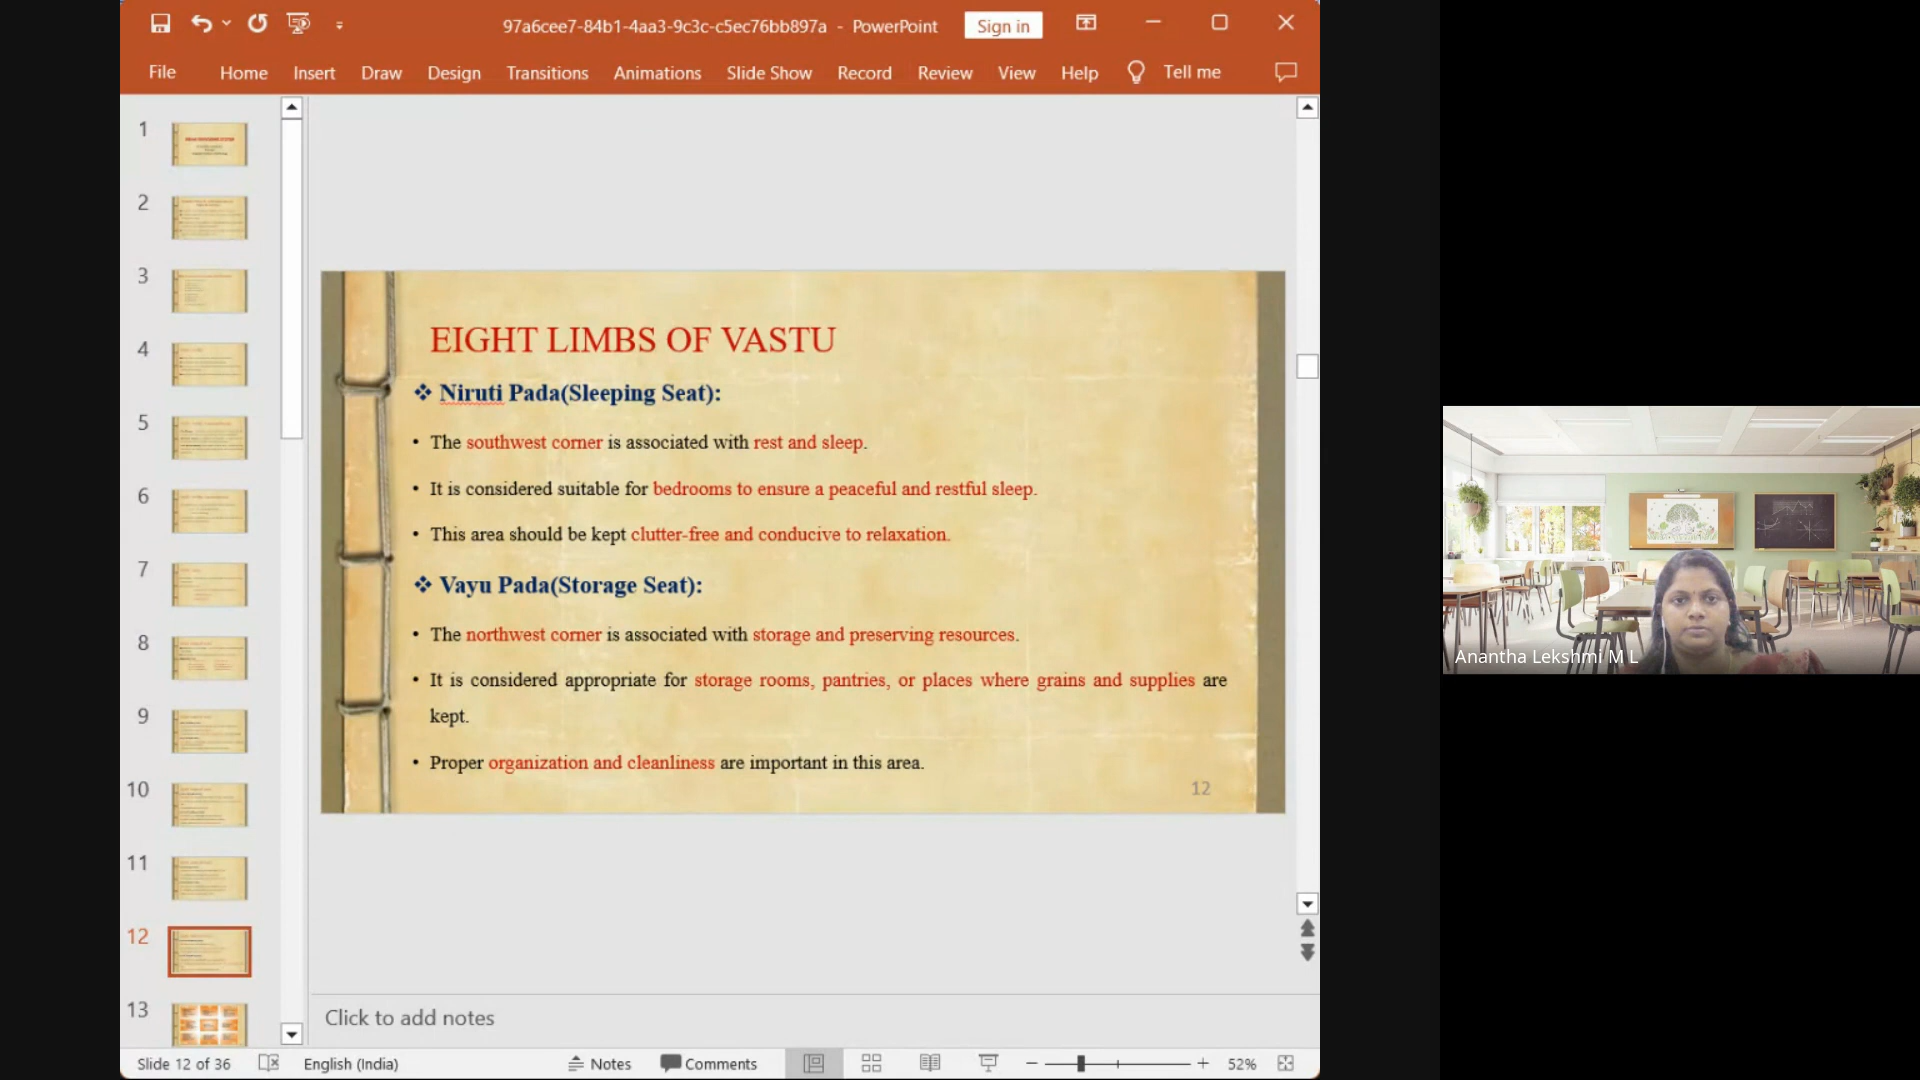 97a6cee7-84b1-4aa3-9c3c-c5ec76bb897a - PowerPoint
Sign in
File Home Insert Draw Design Transitions Animations Slide Show Record Review View Help Tell me
1
2
3
4
5
6
7
8
9
10
11
12
13
EIGHT LIMBS OF VASTU
❖ Niruti Pada(Sleeping Seat):
• The southwest corner is associated with rest and sleep.
• It is considered suitable for bedrooms to ensure a peaceful and restful sleep.
• This area should be kept clutter-free and conducive to relaxation.
❖ Vayu Pada(Storage Seat):
• The northwest corner is associated with storage and preserving resources.
• It is considered appropriate for storage rooms, pantries, or places where grains and supplies are
kept.
• Proper organization and cleanliness are important in this area.
12
Click to add notes
Slide 12 of 36 English (India) Notes Comments 52%
Anantha Lekshmi M L